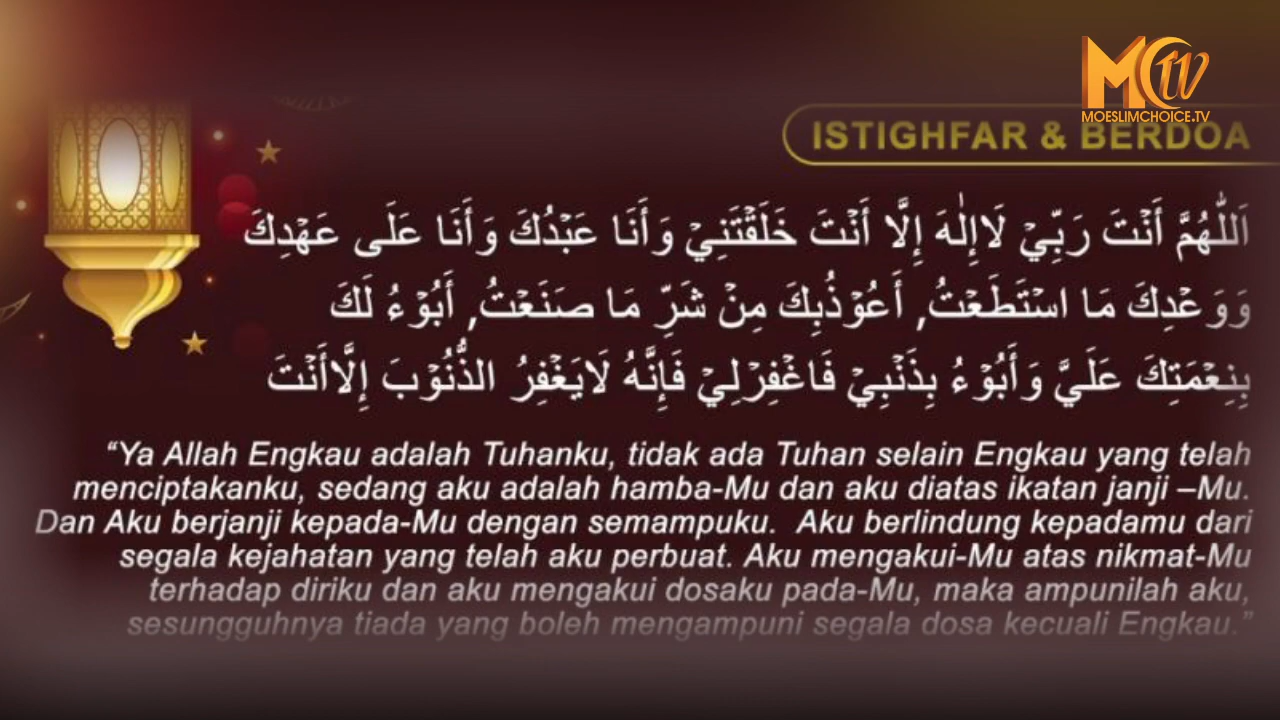 MCTV
MOESLIMCHOICE.TV
ISTIGHFAR & BERDOA
اَللّٰهُمَّ أَنْتَ رَبِّيْ لَاإِلٰهَ إِلَّا أَنْتَ خَلَقْتَنِيْ وَأَنَا عَبْدُكَ وَأَنَا عَلَى عَهْدِكَ
وَوَعْدِكَ مَا اسْتَطَعْتُ, أَعُوْذُبِكَ مِنْ شَرِّ مَا صَنَعْتُ, أَبُوْءُ لَكَ
بِنِعْمَتِكَ عَلَيَّ وَأَبُوْءُ بِذَنْبِيْ فَاغْفِرْلِيْ فَإِنَّهُ لَايَغْفِرُ الذُّنُوْبَ إِلَّاأَنْتَ
“Ya Allah Engkau adalah Tuhanku, tidak ada Tuhan selain Engkau yang telah
menciptakanku, sedang aku adalah hamba-Mu dan aku diatas ikatan janji –Mu.
Dan Aku berjanji kepada-Mu dengan semampuku.  Aku berlindung kepadamu dari
segala kejahatan yang telah aku perbuat. Aku mengakui-Mu atas nikmat-Mu
terhadap diriku dan aku mengakui dosaku pada-Mu, maka ampunilah aku,
sesungguhnya tiada yang boleh mengampuni segala dosa kecuali Engkau.”